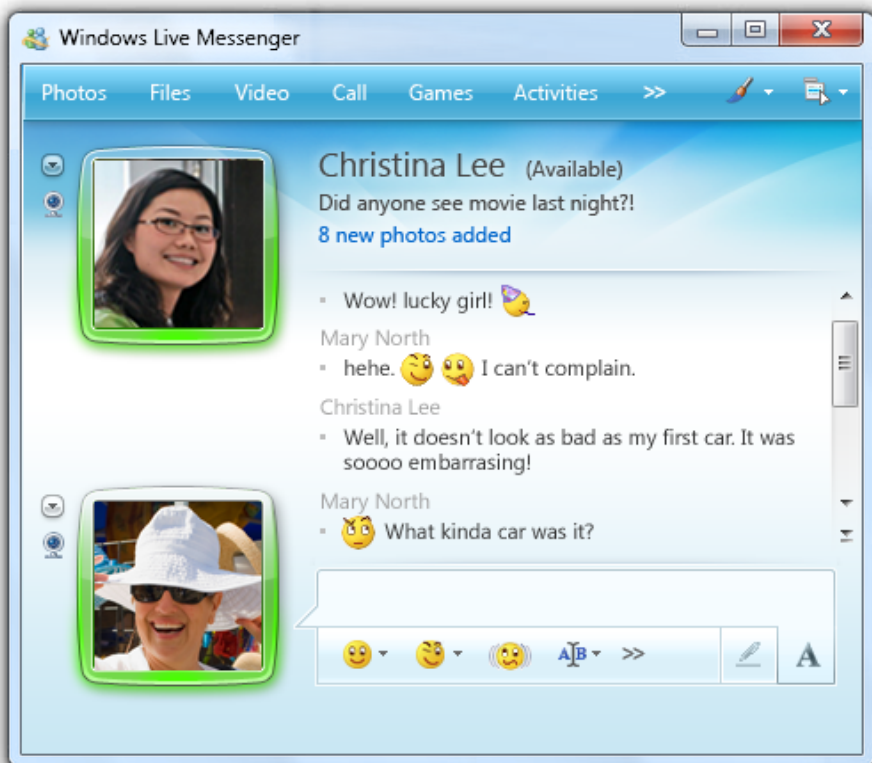 Windows Live Messenger
Photos Files Video Call Games Activities >>
Christina Lee (Available)
Did anyone see movie last night?!
8 new photos added
Wow! lucky girl!
Mary North
hehe. I can't complain.
Christina Lee
Well, it doesn't look as bad as my first car. It was
soooo embarrasing!
Mary North
What kinda car was it?
AB >> A